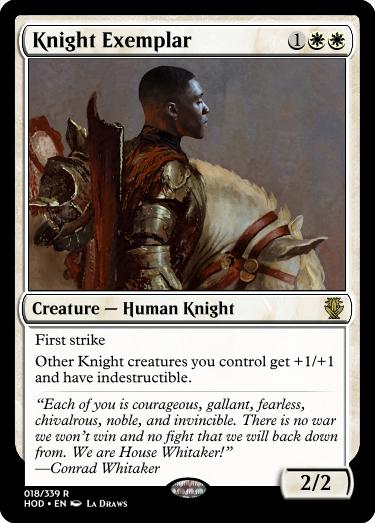 Knight Exemplar 1
Creature — Human Knight
First strike
Other Knight creatures you control get +1/+1
and have indestructible.
“Each of you is courageous, gallant, fearless,
chivalrous, noble, and invincible. There is no war
we won't win and no fight that we will back down
from. We are House Whitaker!”
—Conrad Whitaker
2/2
018/339 R
HOD • EN La Draws